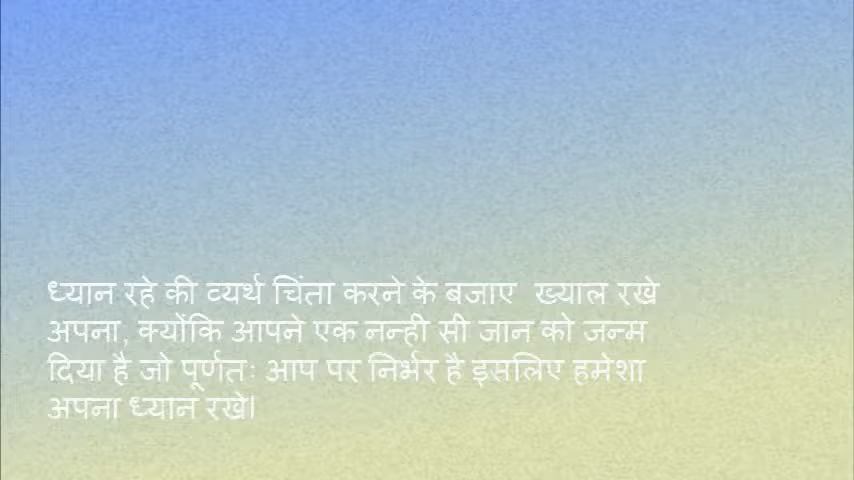 ध्यान रहे की व्यर्थ चिंता करने के बजाए  ख्याल रखे
अपना, क्योंकि आपने एक नन्ही सी जान को जन्म
दिया है जो पूर्णतः आप पर निर्भर है इसलिए हमेशा
अपना ध्यान रखे।